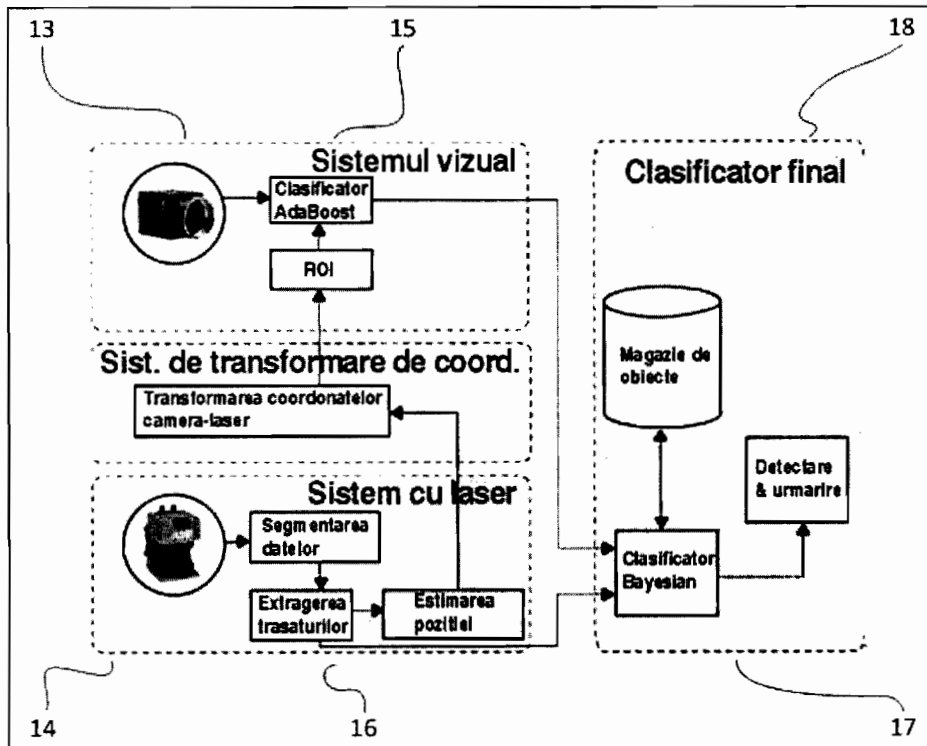 13
15
18
Sistemul vizual
Clasificator
AdaBoost
ROI
Clasificator final
Magazie de
obiecte
Sist. de transformare de coord.
Transformarea coordonatelor
camera-laser
Sistem cu laser
Segmentarea
datelor
Extragerea
trasaturilor
Estimarea
pozitiei
Detectare
& urmarire
Clasificator
Bayesian
14
16
17